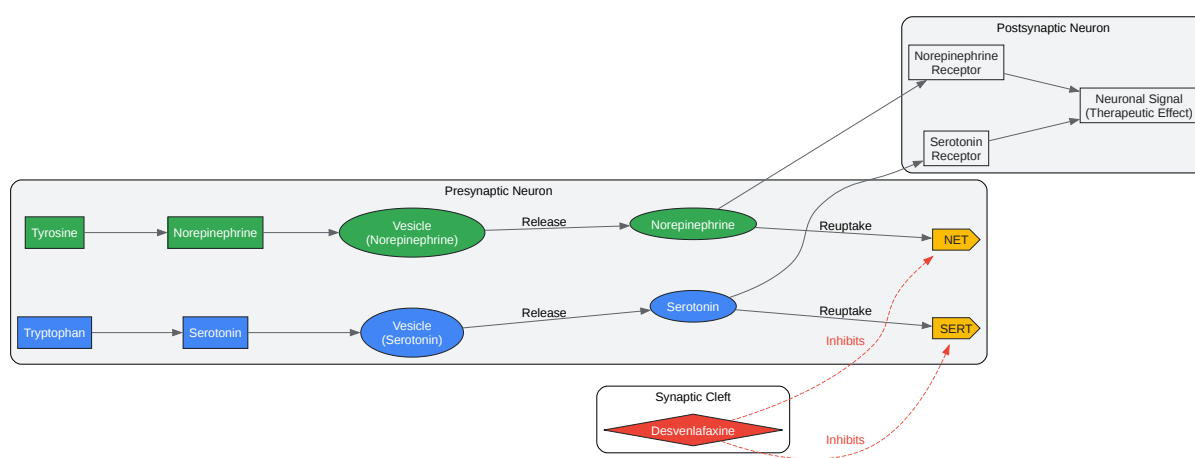 Postsynaptic Neuron
Norepinephrine
Receptor
Neuronal Signal
(Therapeutic Effect)
Serotonin
Receptor
Presynaptic Neuron
Tyrosine
Norepinephrine
Vesicle
(Norepinephrine)
Release
Norepinephrine
Reuptake
NET
Tryptophan
Serotonin
Vesicle
(Serotonin)
Release
Serotonin
Reuptake
SERT
Inhibits
Synaptic Cleft
Desvenlafaxine
Inhibits